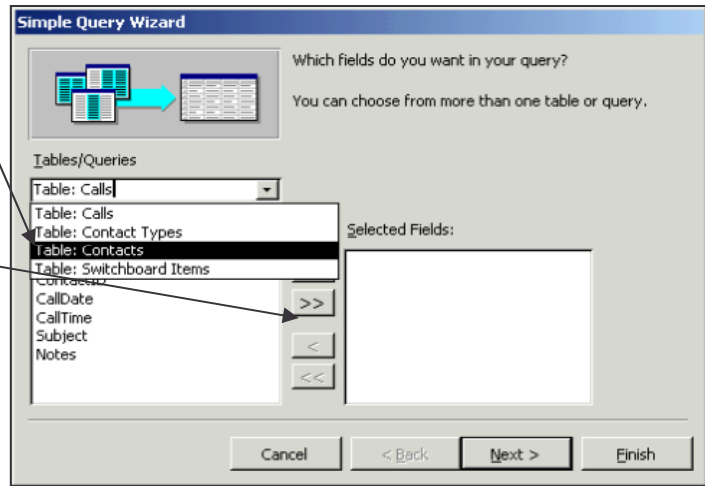 Simple Query Wizard
Which fields do you want in your query?
You can choose from more than one table or query.
Tables/Queries
Table: Calls
Table: Calls
Table: Contact Types
Table: Contacts
Table: Switchboard Items
Selected Fields:
ContactID
CallDate
CallTime
Subject
Notes
>>
<
<<
Cancel
< Back
Next >
Finish